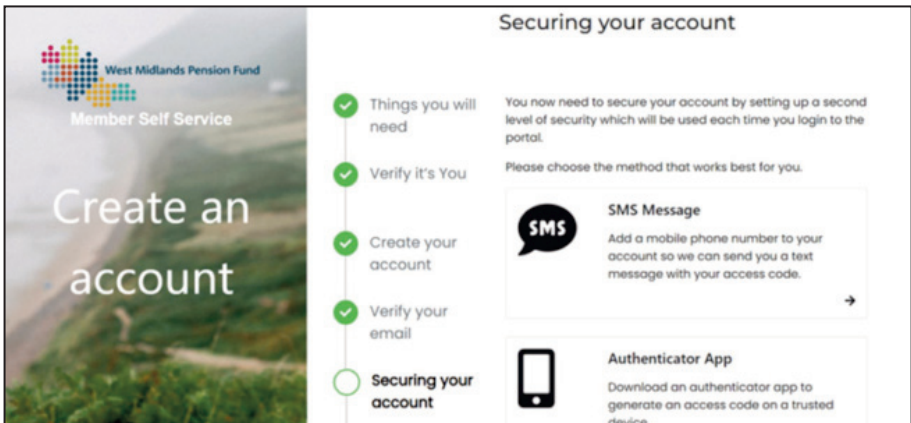 West Midlands Pension Fund
Member Self Service
Create an
account
Things you will
need
Verify it's You
Create your
account
Verify your
email
Securing your
account
Securing your account
You now need to secure your account by setting up a second
level of security which will be used each time you login to the
portal.
Please choose the method that works best for you.
SMS
SMS Message
Add a mobile phone number to your
account so we can send you a text
message with your access code.
Authenticator App
Download an authenticator app to
generate an access code on a trusted
device.